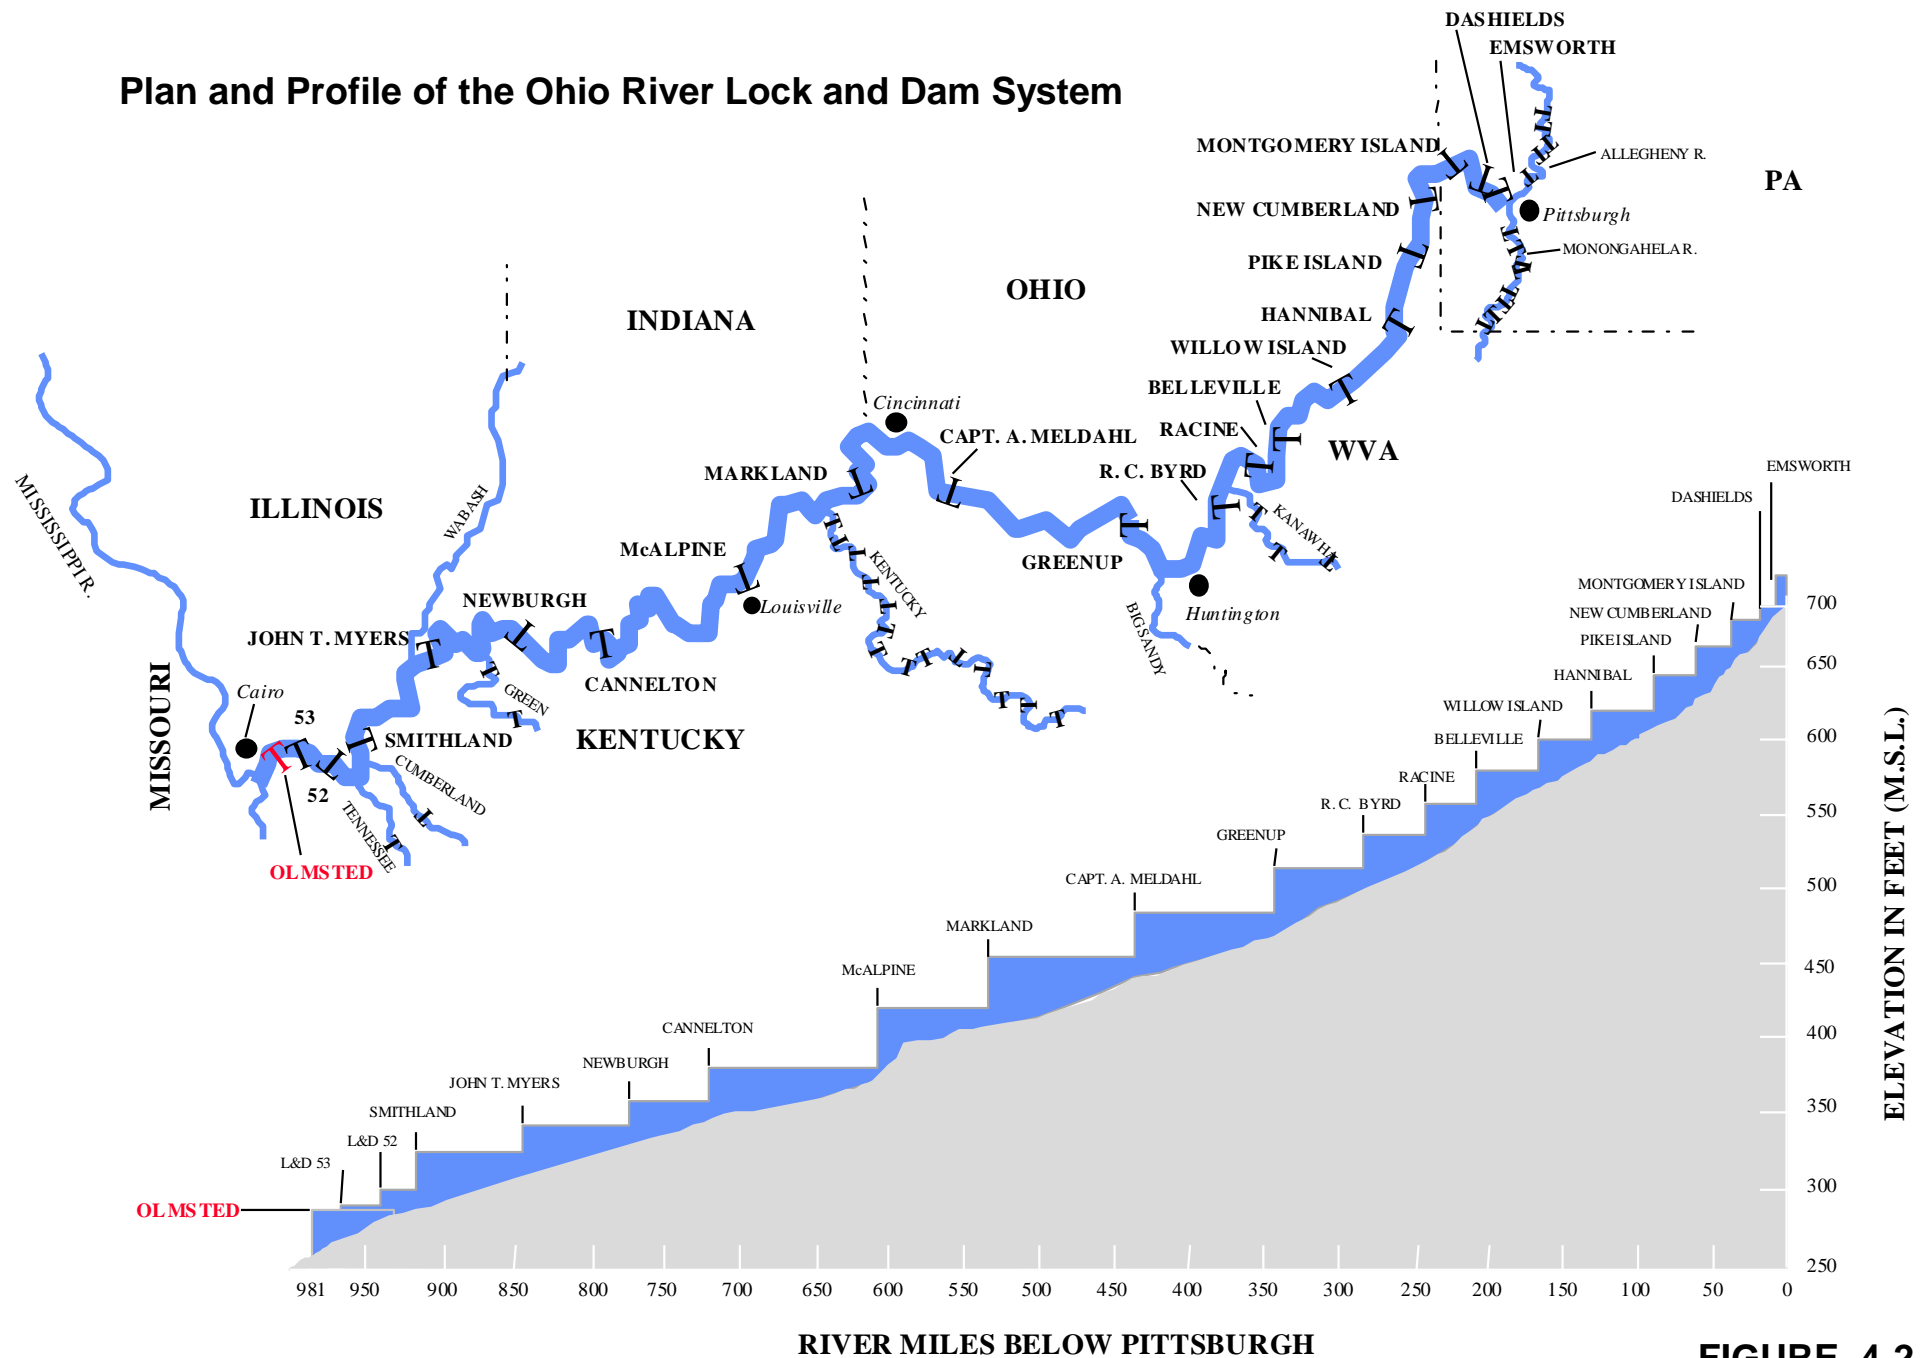 Plan and Profile of the Ohio River Lock and Dam System
DASHIELDS
EMSWORTH
MONTGOMERY ISLAND
ALLEGHENY R.
PA
NEW CUMBERLAND
Pittsburgh
MONONGAHELA R.
PIKE ISLAND
OHIO
HANNIBAL
INDIANA
WILLOW ISLAND
BELLEVILLE
Cincinnati
CAPT. A. MELDAHL
RACINE
WVA
MARKLAND
R. C. BYRD
ILLINOIS
WABASH
MISSISSIPPI R.
KANAWHA
McALPINE
GREENUP
KENTUCKY
NEWBURGH
Louisville
Huntington
BIG SANDY
JOHN T. MYERS
CANNELTON
GREEN
MISSOURI
Cairo
53
SMITHLAND
KENTUCKY
CUMBERLAND
52
TENNESSEE
OLMSTED
EMSWORTH
DASHIELDS
MONTGOMERY ISLAND
NEW CUMBERLAND
PIKE ISLAND
HANNIBAL
WILLOW ISLAND
BELLEVILLE
RACINE
R. C. BYRD
GREENUP
CAPT. A. MELDAHL
MARKLAND
McALPINE
CANNELTON
NEWBURGH
JOHN T. MYERS
SMITHLAND
L&D 52
L&D 53
OLMSTED
700
650
600
550
500
450
400
350
300
250
ELEVATION IN FEET (M.S.L.)
981 950 900 850 800 750 700 650 600 550 500 450 400 350 300 250 200 150 100 50 0
RIVER MILES BELOW PITTSBURGH
FIGURE 4-2